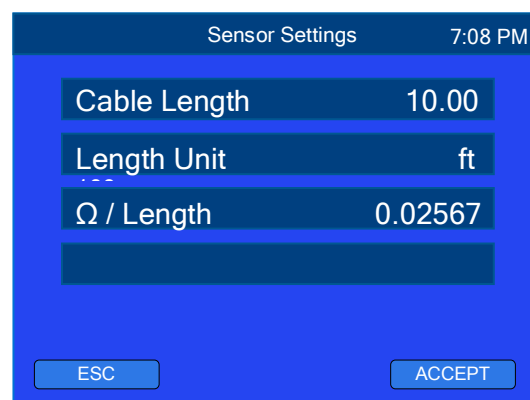 Sensor Settings 7:08 PM
Cable Length 10.00
Length Unit ft
Ω / Length 0.02567
ESC ACCEPT